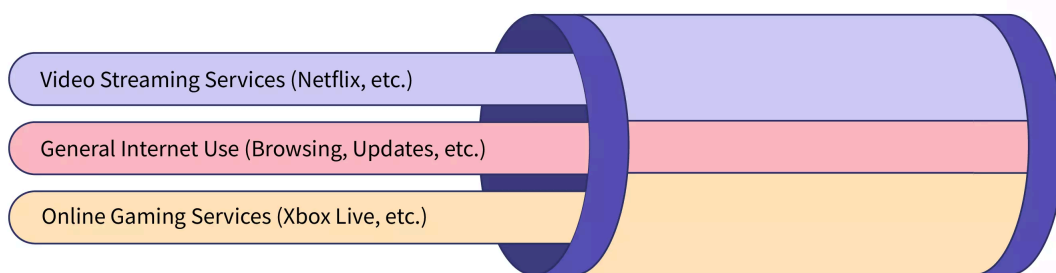 Video Streaming Services (Netflix, etc.)
General Internet Use (Browsing, Updates, etc.)
Online Gaming Services (Xbox Live, etc.)